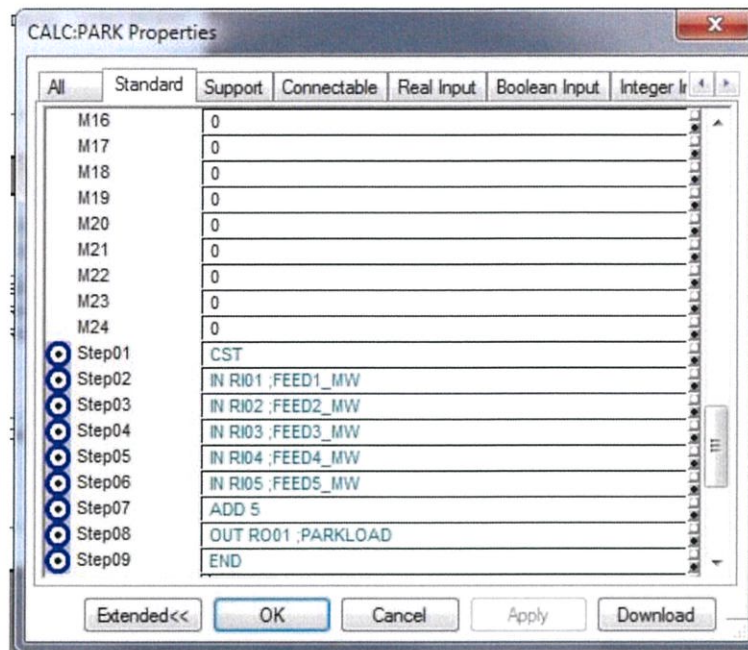 CALC:PARK Properties
All Standard Support Connectable Real Input Boolean Input Integer Ir
M16 0
M17 0
M18 0
M19 0
M20 0
M21 0
M22 0
M23 0
M24 0
Step01 CST
Step02 IN RI01 ;FEED1_MW
Step03 IN RI02 ;FEED2_MW
Step04 IN RI03 ;FEED3_MW
Step05 IN RI04 ;FEED4_MW
Step06 IN RI05 ;FEED5_MW
Step07 ADD 5
Step08 OUT RO01 ;PARKLOAD
Step09 END
Extended<< OK Cancel Apply Download